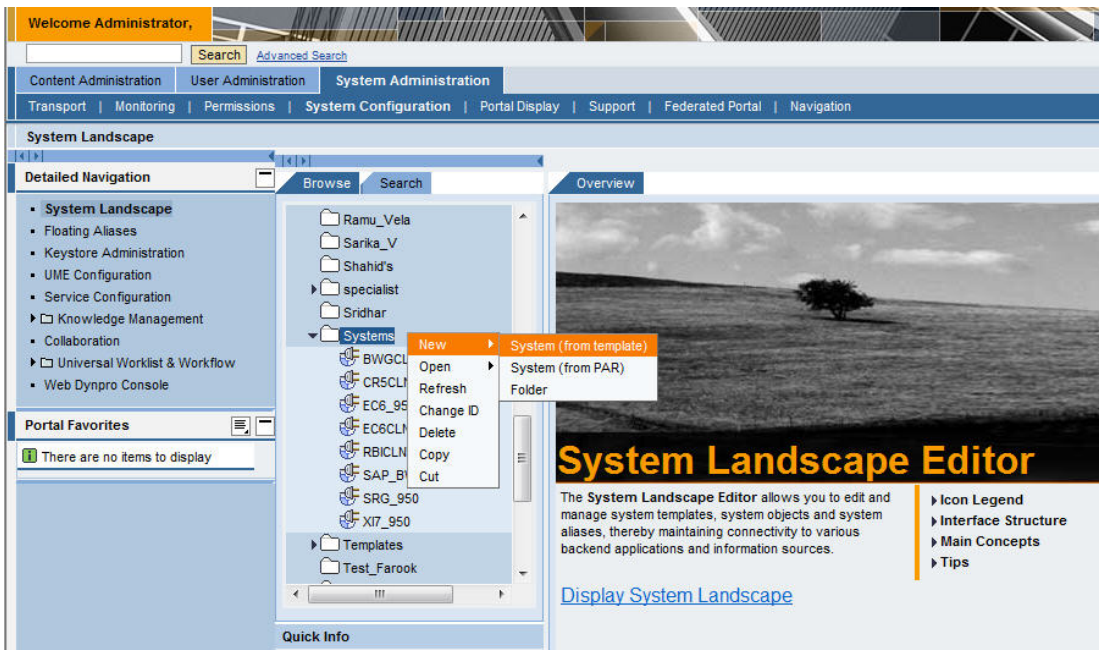 Welcome Administrator,
Search Advanced Search
Content Administration User Administration System Administration
Transport | Monitoring | Permissions | System Configuration | Portal Display | Support | Federated Portal | Navigation
System Landscape
Detailed Navigation
System Landscape
Floating Aliases
Keystore Administration
UME Configuration
Service Configuration
Knowledge Management
Collaboration
Universal Worklist & Workflow
Web Dynpro Console
Portal Favorites
There are no items to display
Browse Search
Ramu_Vela
Sarika_V
Shahid's
specialist
Sridhar
Systems
BWGCL
CR5CLN
EC6_95
EC6CLN
RBICLN
SAP_BW
SRG_950
XI7_950
Templates
Test_Farook
Quick Info
New
Open
Refresh
Change ID
Delete
Copy
Cut
System (from template)
System (from PAR)
Folder
Overview
System Landscape Editor
The System Landscape Editor allows you to edit and
manage system templates, system objects and system
aliases, thereby maintaining connectivity to various
backend applications and information sources.
Icon Legend
Interface Structure
Main Concepts
Tips
Display System Landscape